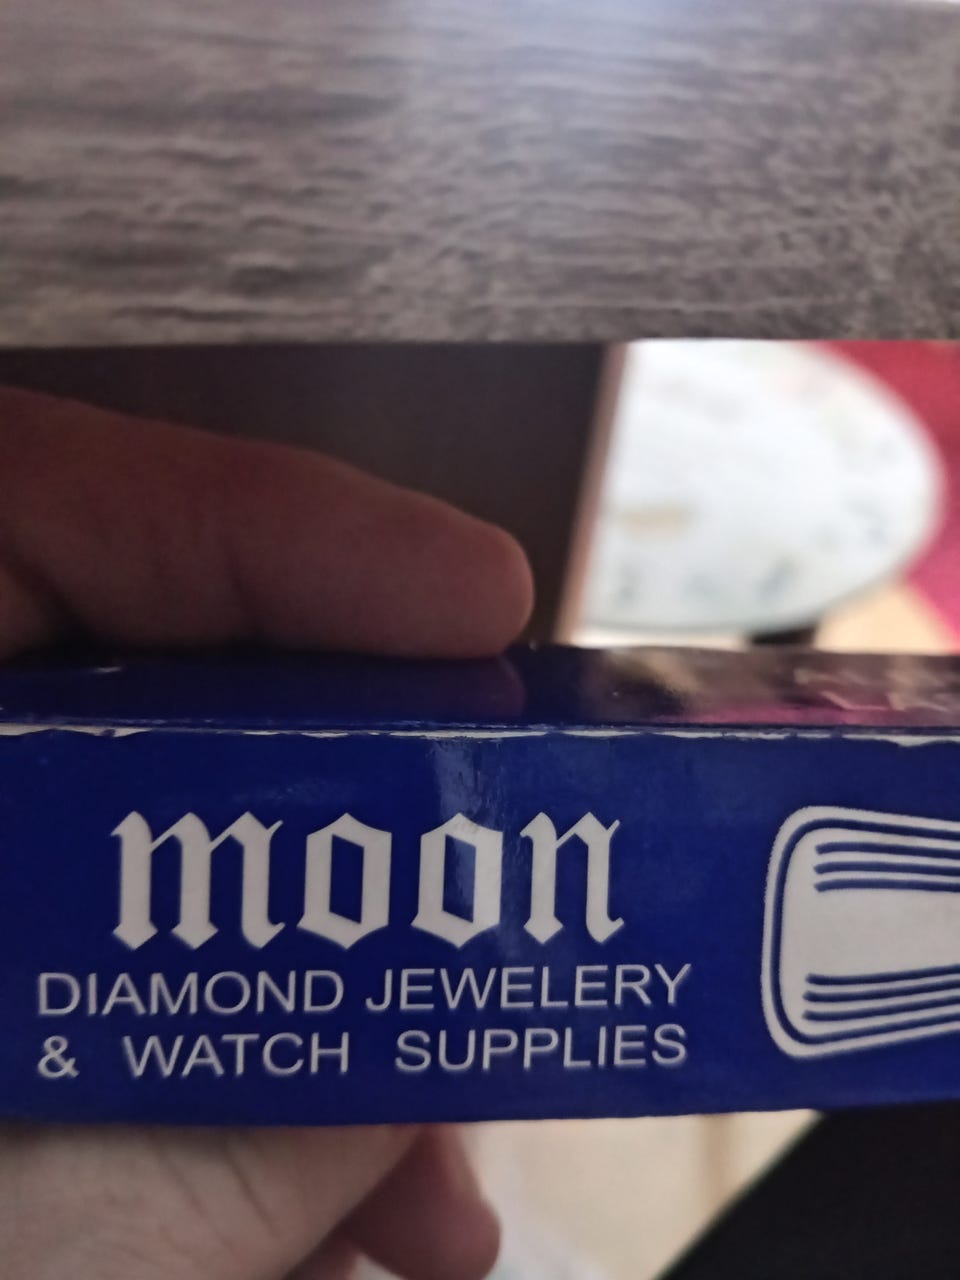 moon
DIAMOND JEWELERY
& WATCH SUPPLIES